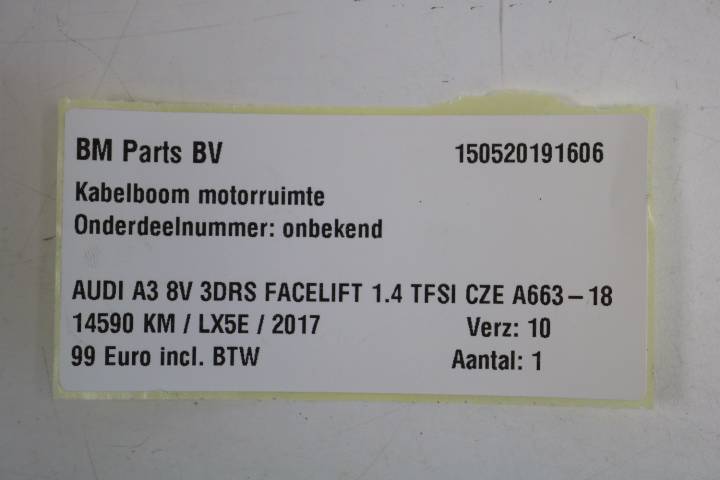 BM Parts BV 150520191606
Kabelboom motorruimte
Onderdeelnummer: onbekend
AUDI A3 8V 3DRS FACELIFT 1.4 TFSI CZE A663-18
14590 KM / LX5E / 2017 Verz: 10
99 Euro incl. BTW Aantal: 1